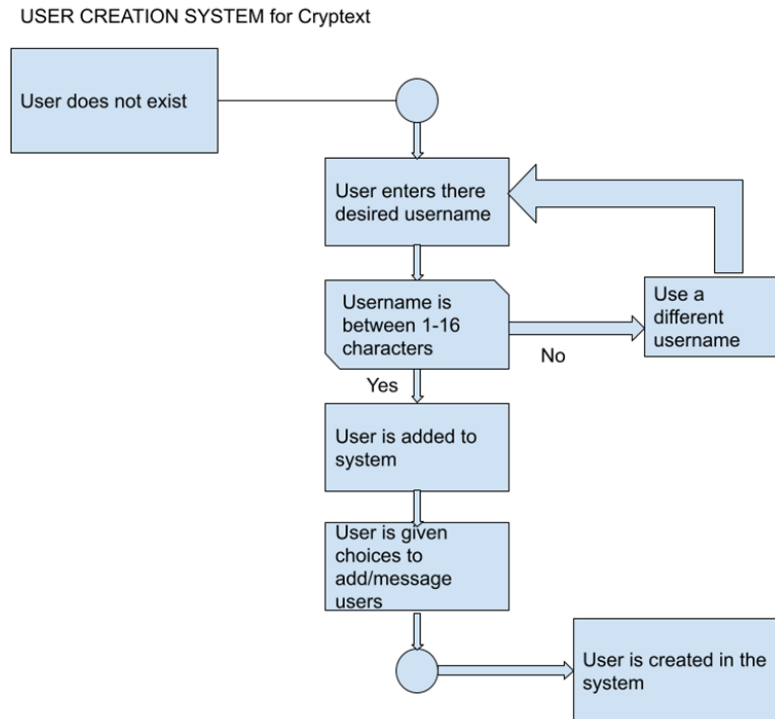 USER CREATION SYSTEM for Cryptext
User does not exist
User enters there
desired username
Username is
between 1-16
characters
Use a
different
username
No
Yes
User is added to
system
User is given
choices to
add/message
users
User is created in the
system